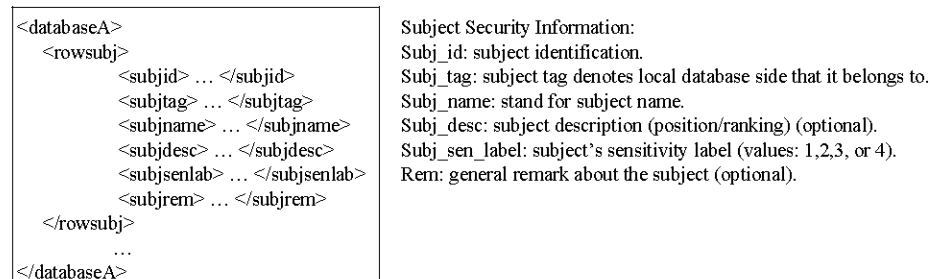 <databaseA>
<rowsubj>
<subjid> … </subjid>
<subjtag> … </subjtag>
<subjname> … </subjname>
<subjdesc> … </subjdesc>
<subjsenlab> … </subjsenlab>
<subjrem> … </subjrem>
</rowsubj>
…
</databaseA>
Subject Security Information:
Subj_id: subject identification.
Subj_tag: subject tag denotes local database side that it belongs to.
Subj_name: stand for subject name.
Subj_desc: subject description (position/ranking) (optional).
Subj_sen_label: subject's sensitivity label (values: 1,2,3, or 4).
Rem: general remark about the subject (optional).